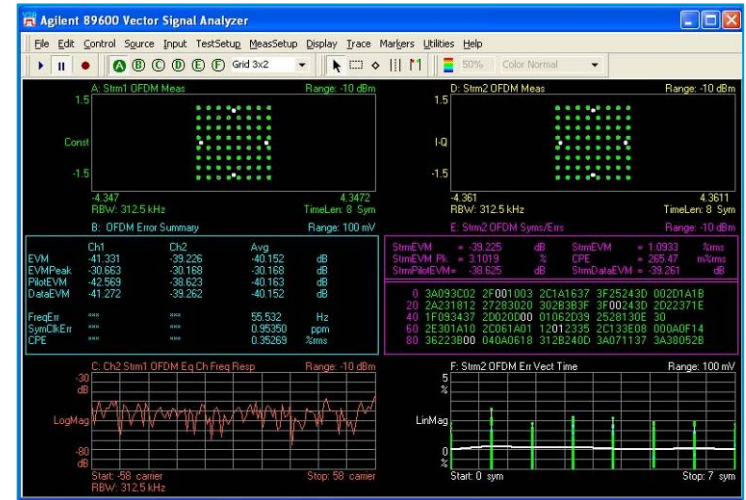 Agilent 89600 Vector Signal Analyzer
File Edit Control Source Input TestSetup MeasSetup Display Trace Markers Utilities Help
A B C D E F Grid 3x2 50% Color Normal
A: Strm1 OFDM Meas Range: -10 dBm
1.5
Const
-1.5
-4.347 4.3472
RBW: 312.5 kHz TimeLen: 8 Sym
D: Strm2 OFDM Meas Range: -10 dBm
1.5
I-Q
-1.5
-4.361 4.3611
RBW: 312.5 kHz TimeLen: 8 Sym
B: OFDM Error Summary Range: 100 mV
Ch1 Ch2 Avg
EVM -41.331 -39.226 -40.152 dB
EVMPeak -30.663 -30.168 -30.168 dB
PilotEVM -42.569 -38.623 -40.163 dB
DataEVM -41.272 -39.262 -40.152 dB
FreqErr *** *** 55.532 Hz
SymClkErr *** *** 0.95350 ppm
CPE *** *** 0.35269 %rms
E: Strm2 OFDM Syms/Errs Range: -10 dBm
StrmEVM = -39.225 dB StrmEVM = 1.0933 %rms
StrmEVM Pk = 3.1019 % CPE = 265.47 m%rms
StrmPilotEVM= -38.625 dB StrmDataEVM = -39.261 dB
0 3A093C02 2F001003 2C1A1637 3F25243D 002D1A1B
20 2A231812 27283020 302B3B3F 3F00243D 2D22371E
40 1F093437 2D020D00 01062D39 2528130E 30
60 2E301A10 2C061A01 12012335 2C133E08 000A0F14
80 36223B00 040A0618 312B240D 3A071137 3A38052B
C: Ch2 Strm1 OFDM Eq Ch Freq Resp Range: -10 dBm
-30
dB
LogMag
-80
dB
Start: -58 carrier Stop: 58 carrier
RBW: 312.5 kHz
F: Strm2 OFDM Err Vect Time Range: 100 mV
5
%
LinMag
0
%
Start: 0 sym Stop: 7 sym